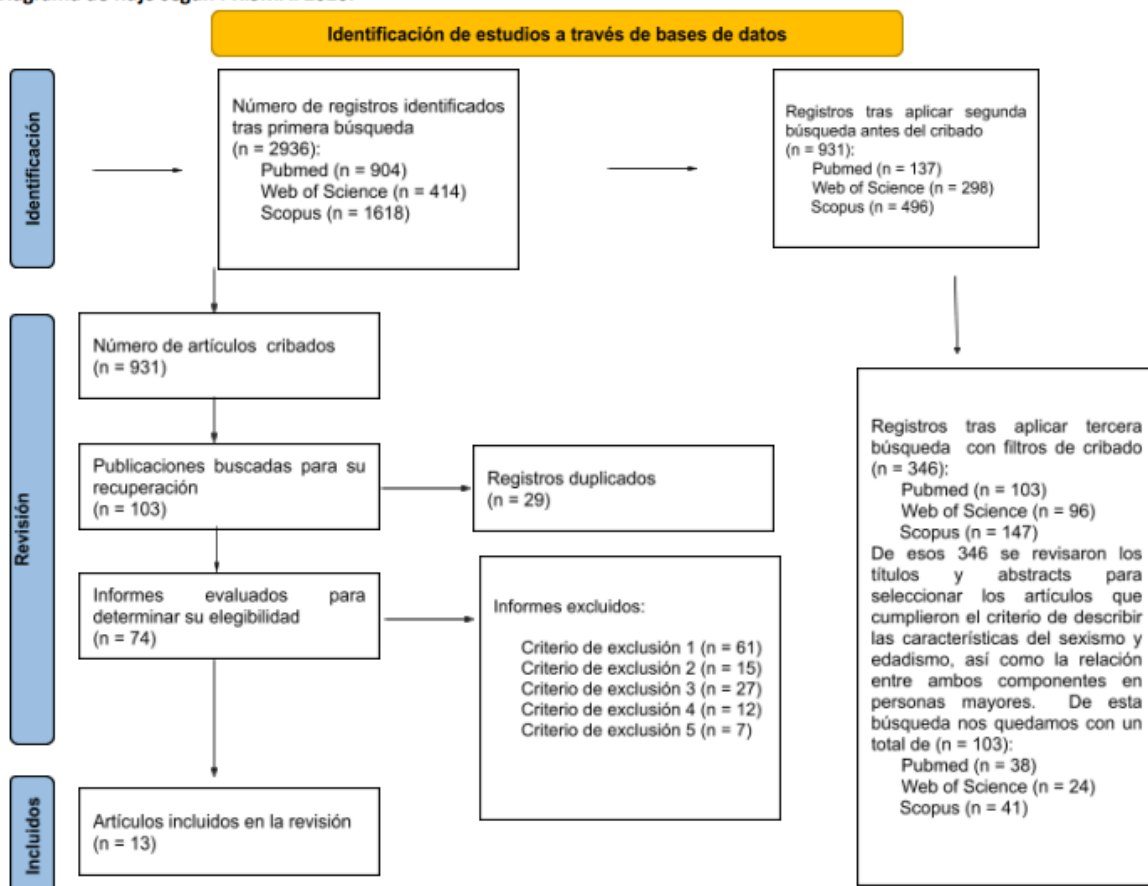 Identificación de estudios a través de bases de datos
Identificación
Número de registros identificados
tras primera búsqueda
(n = 2936):
Pubmed (n = 904)
Web of Science (n = 414)
Scopus (n = 1618)
Registros tras aplicar segunda
búsqueda antes del cribado
(n = 931):
Pubmed (n = 137)
Web of Science (n = 298)
Scopus (n = 496)
Revisión
Número de artículos cribados
(n = 931)
Publicaciones buscadas para su
recuperación
(n = 103)
Registros duplicados
(n = 29)
Informes evaluados para
determinar su elegibilidad
(n = 74)
Informes excluidos:
Criterio de exclusión 1 (n = 61)
Criterio de exclusión 2 (n = 15)
Criterio de exclusión 3 (n = 27)
Criterio de exclusión 4 (n = 12)
Criterio de exclusión 5 (n = 7)
Registros tras aplicar tercera
búsqueda con filtros de cribado
(n = 346):
Pubmed (n = 103)
Web of Science (n = 96)
Scopus (n = 147)
De esos 346 se revisaron los
títulos y abstracts para
seleccionar los artículos que
cumplieron el criterio de describir
las características del sexismo y
edadismo, así como la relación
entre ambos componentes en
personas mayores. De esta
búsqueda nos quedamos con un
total de (n = 103):
Pubmed (n = 38)
Web of Science (n = 24)
Scopus (n = 41)
Incluidos
Artículos incluidos en la revisión
(n = 13)